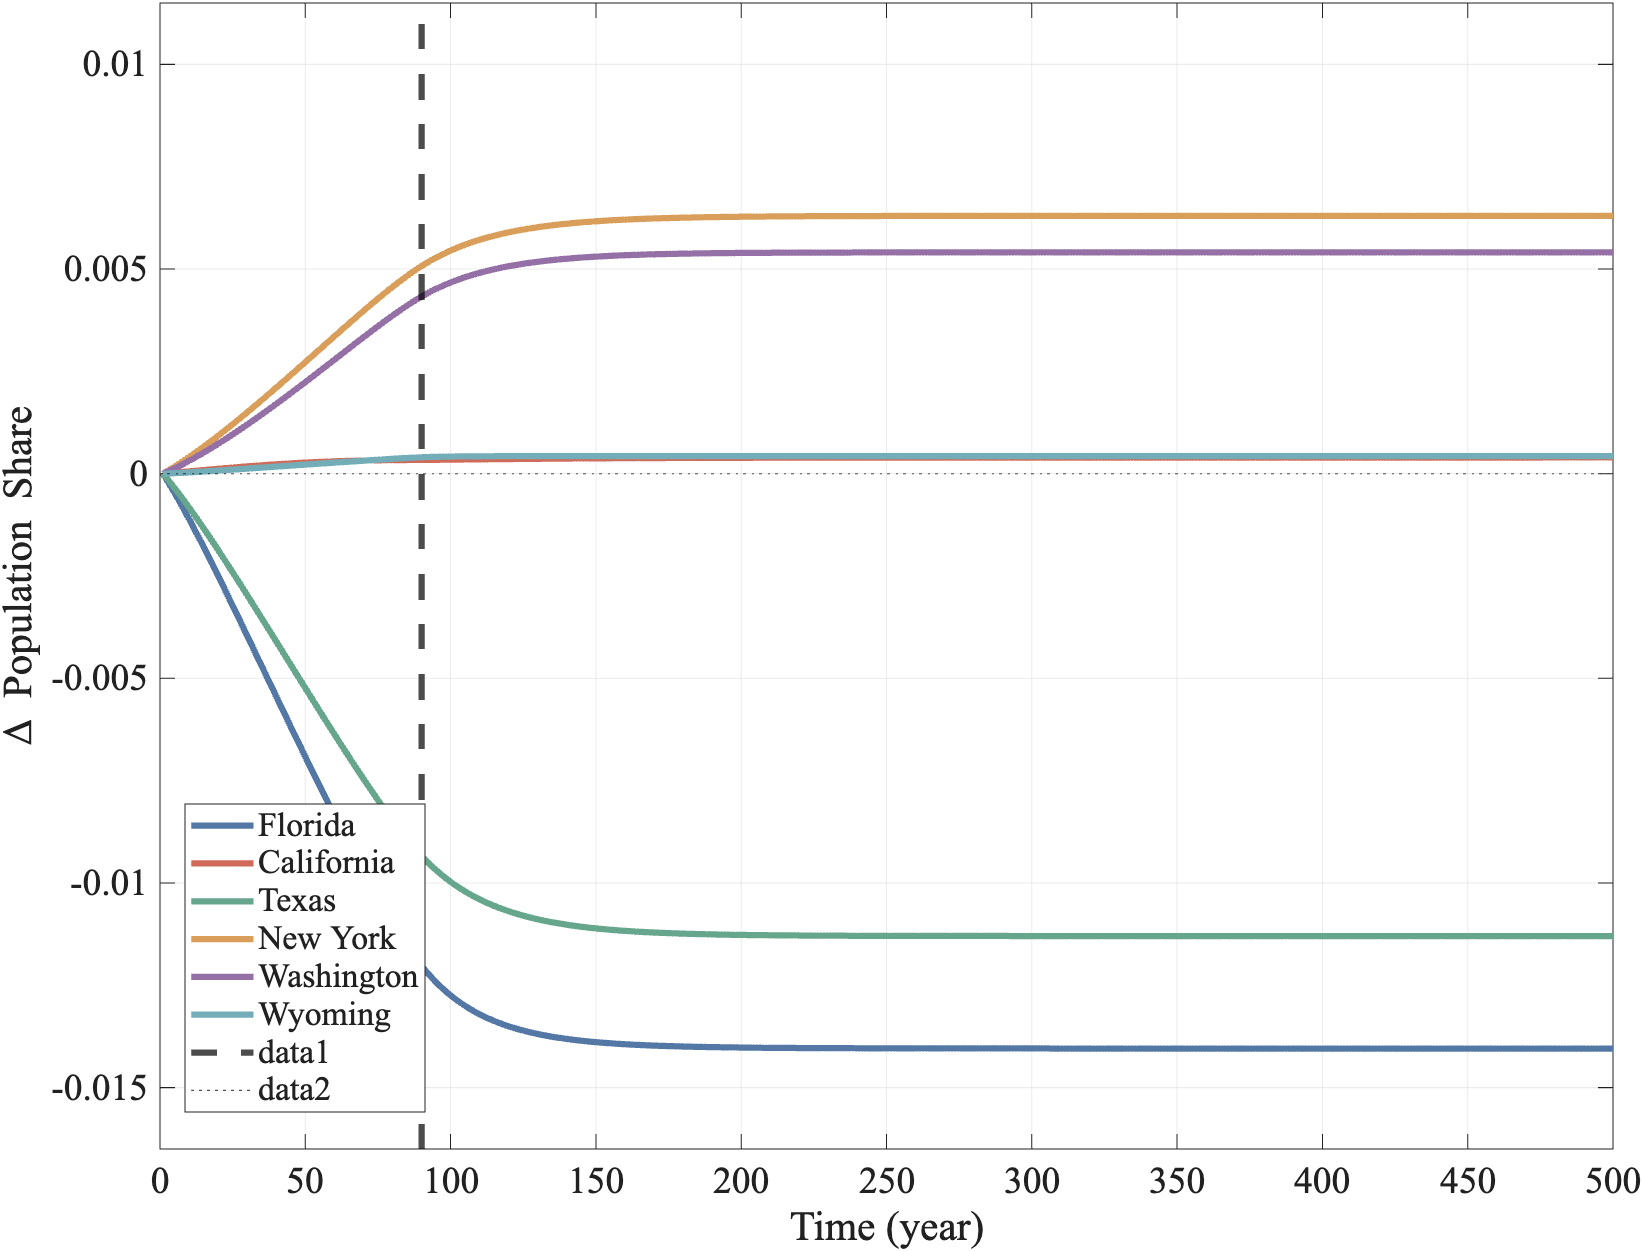 0.01
0.005
0
-0.005
-0.01
-0.015
Δ Population Share
Florida
California
Texas
New York
Washington
Wyoming
data1
data2
0 50 100 150 200 250 300 350 400 450 500
Time (year)